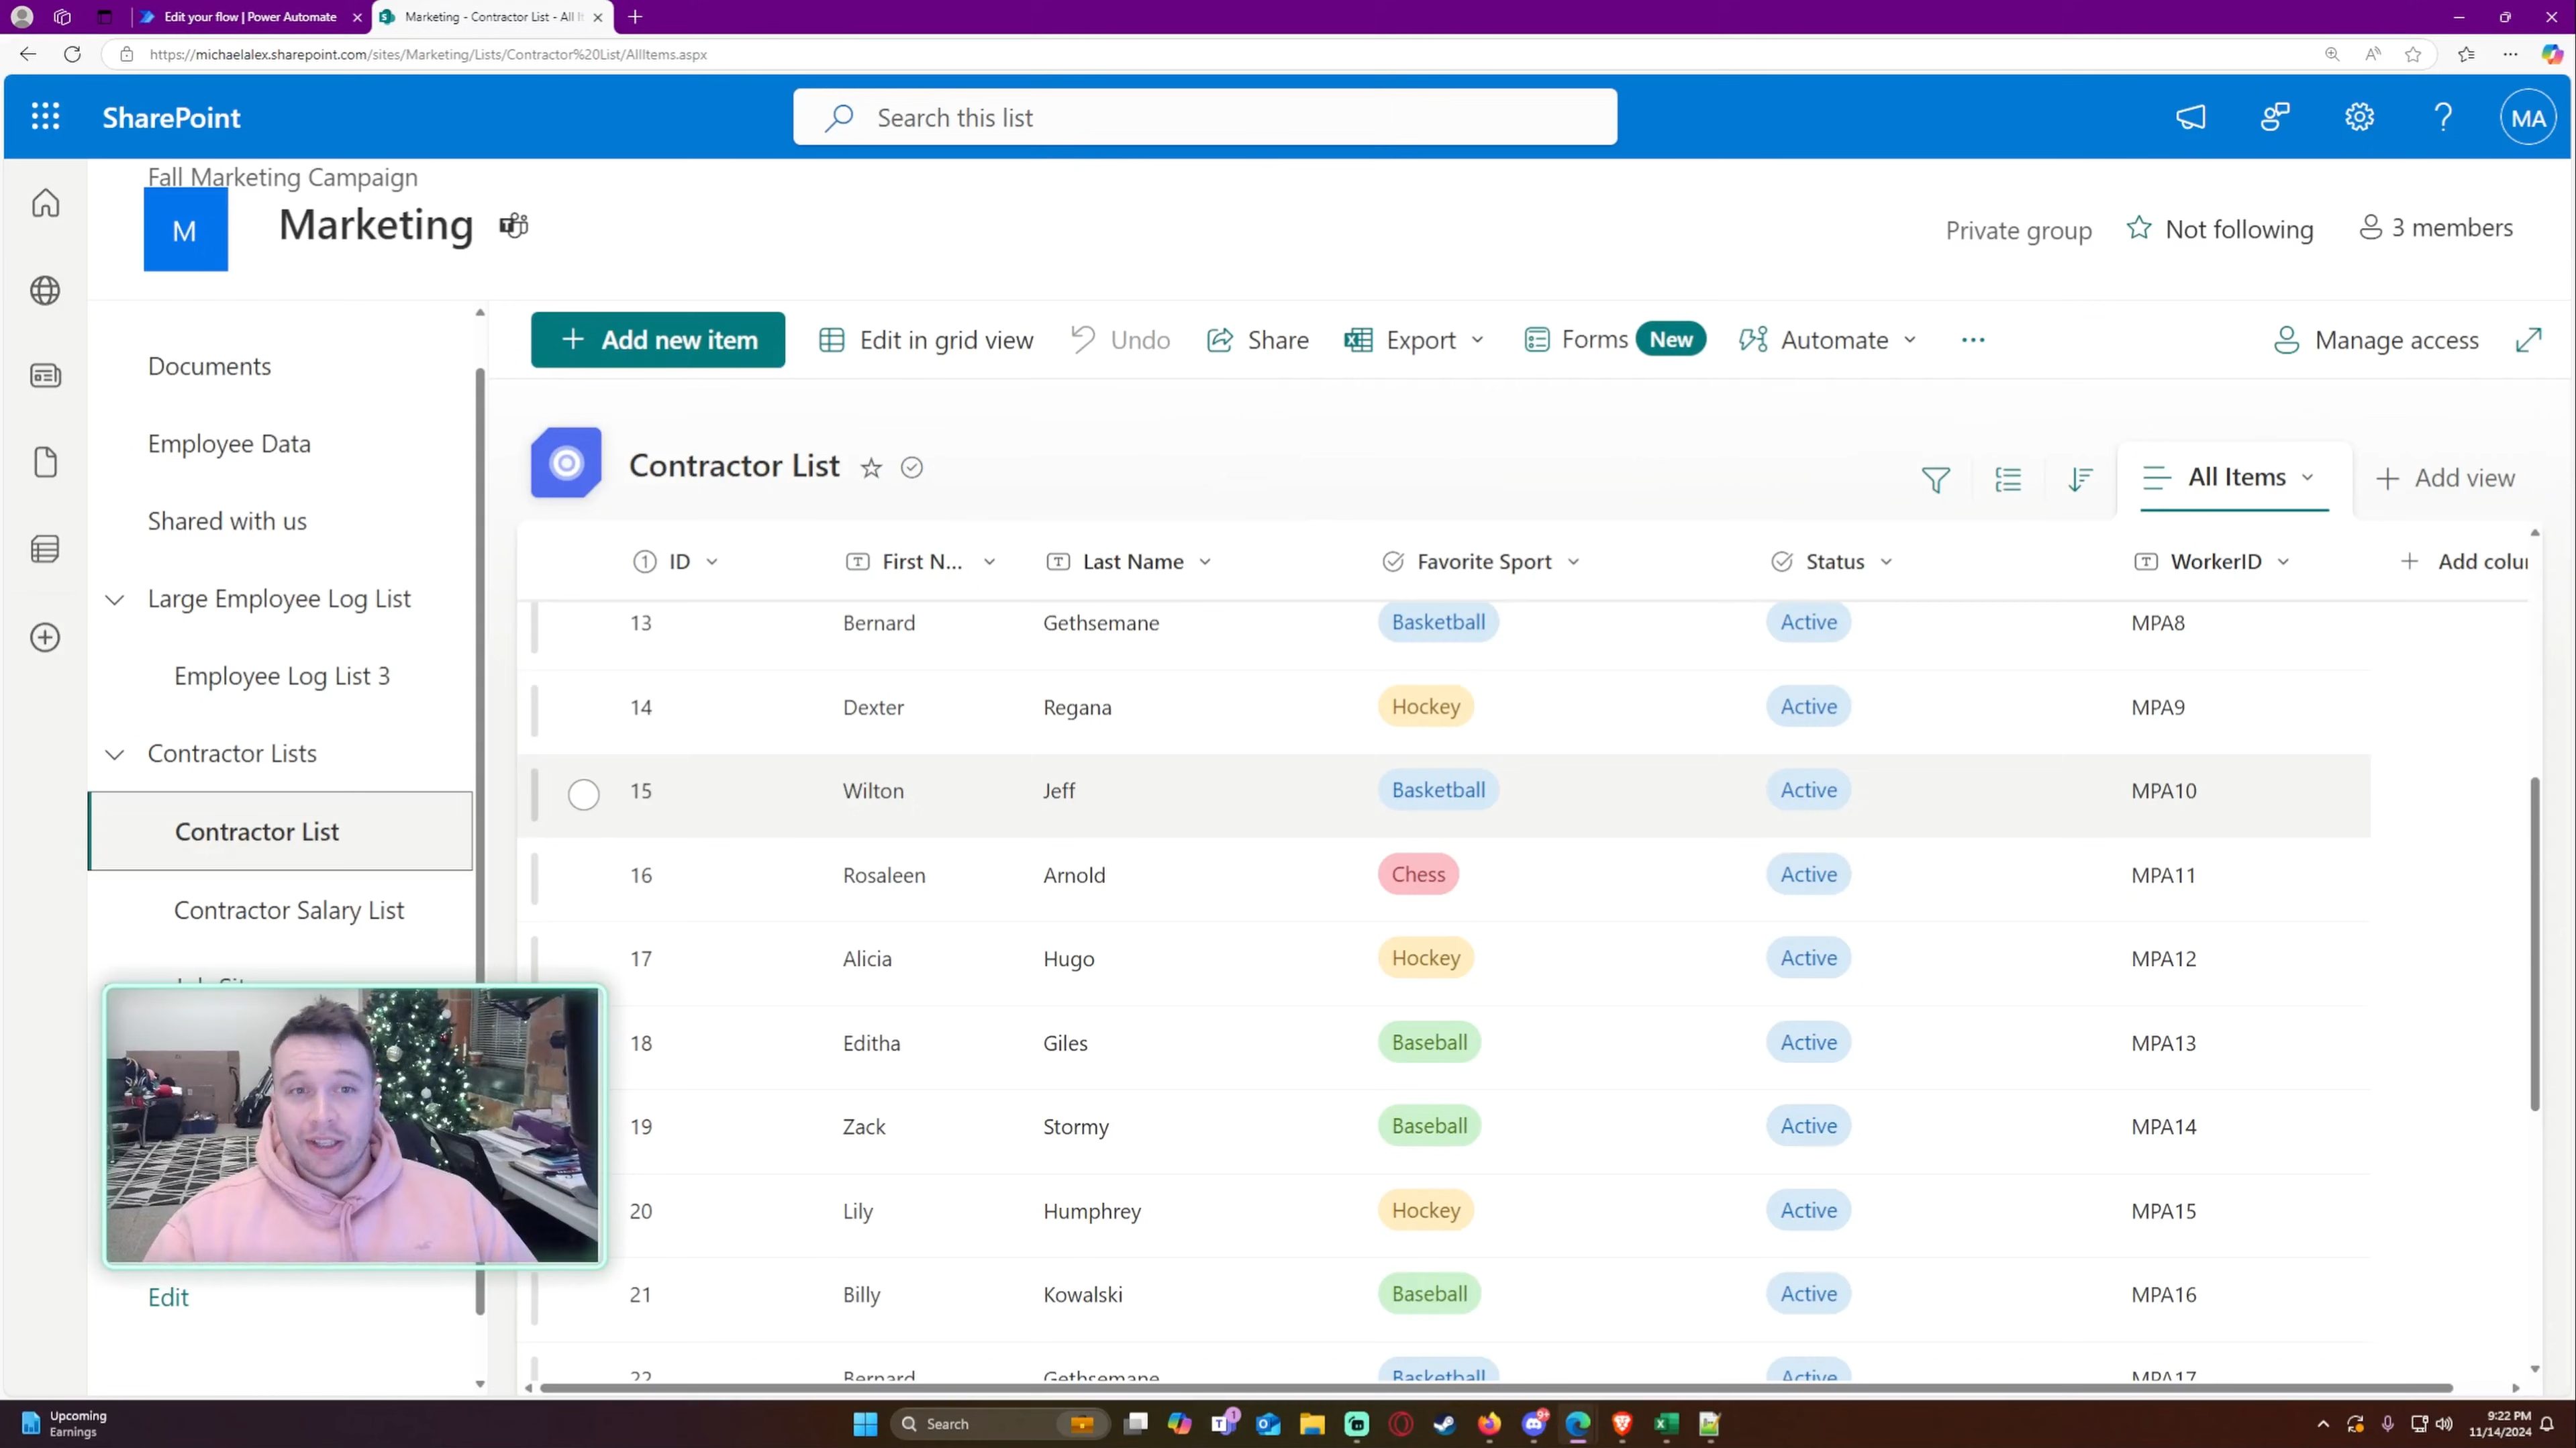 Edit your flow | Power Automate
Marketing - Contractor List - All It
https://michaelalex.sharepoint.com/sites/Marketing/Lists/Contractor%20List/AllItems.aspx
SharePoint
Search this list
MA
Fall Marketing Campaign
M
Marketing
Private group
Not following
3 members
Add new item
Edit in grid view
Undo
Share
Export
Forms New
Automate
Manage access
Documents
Employee Data
Shared with us
Large Employee Log List
Employee Log List 3
Contractor Lists
Contractor List
Contractor Salary List
Edit
Contractor List
All Items
Add view
ID First N... Last Name Favorite Sport Status WorkerID Add colu
13 Bernard Gethsemane Basketball Active MPA8
14 Dexter Regana Hockey Active MPA9
15 Wilton Jeff Basketball Active MPA10
16 Rosaleen Arnold Chess Active MPA11
17 Alicia Hugo Hockey Active MPA12
18 Editha Giles Baseball Active MPA13
19 Zack Stormy Baseball Active MPA14
20 Lily Humphrey Hockey Active MPA15
21 Billy Kowalski Baseball Active MPA16
22 Bernard Gethsemane Basketball Active MPA17
Upcoming
Earnings
Search
9:22 PM
11/14/2024